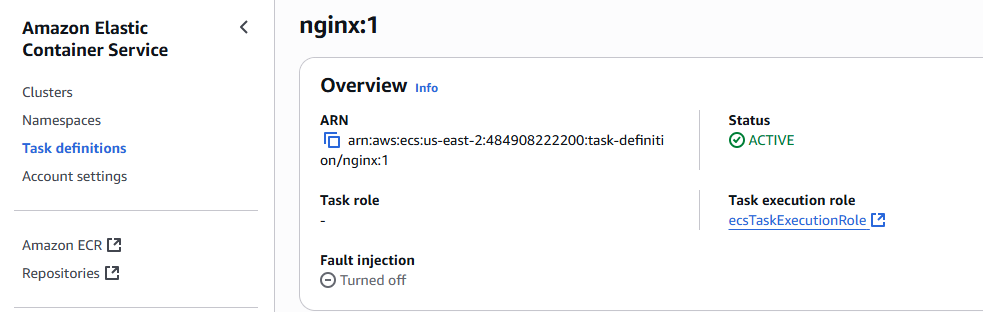 Amazon Elastic
Container Service
Clusters
Namespaces
Task definitions
Account settings
Amazon ECR
Repositories
nginx:1
Overview Info
ARN
arn:aws:ecs:us-east-2:484908222200:task-definiti
on/nginx:1
Status
ACTIVE
Task role
-
Task execution role
ecsTaskExecutionRole
Fault injection
Turned off